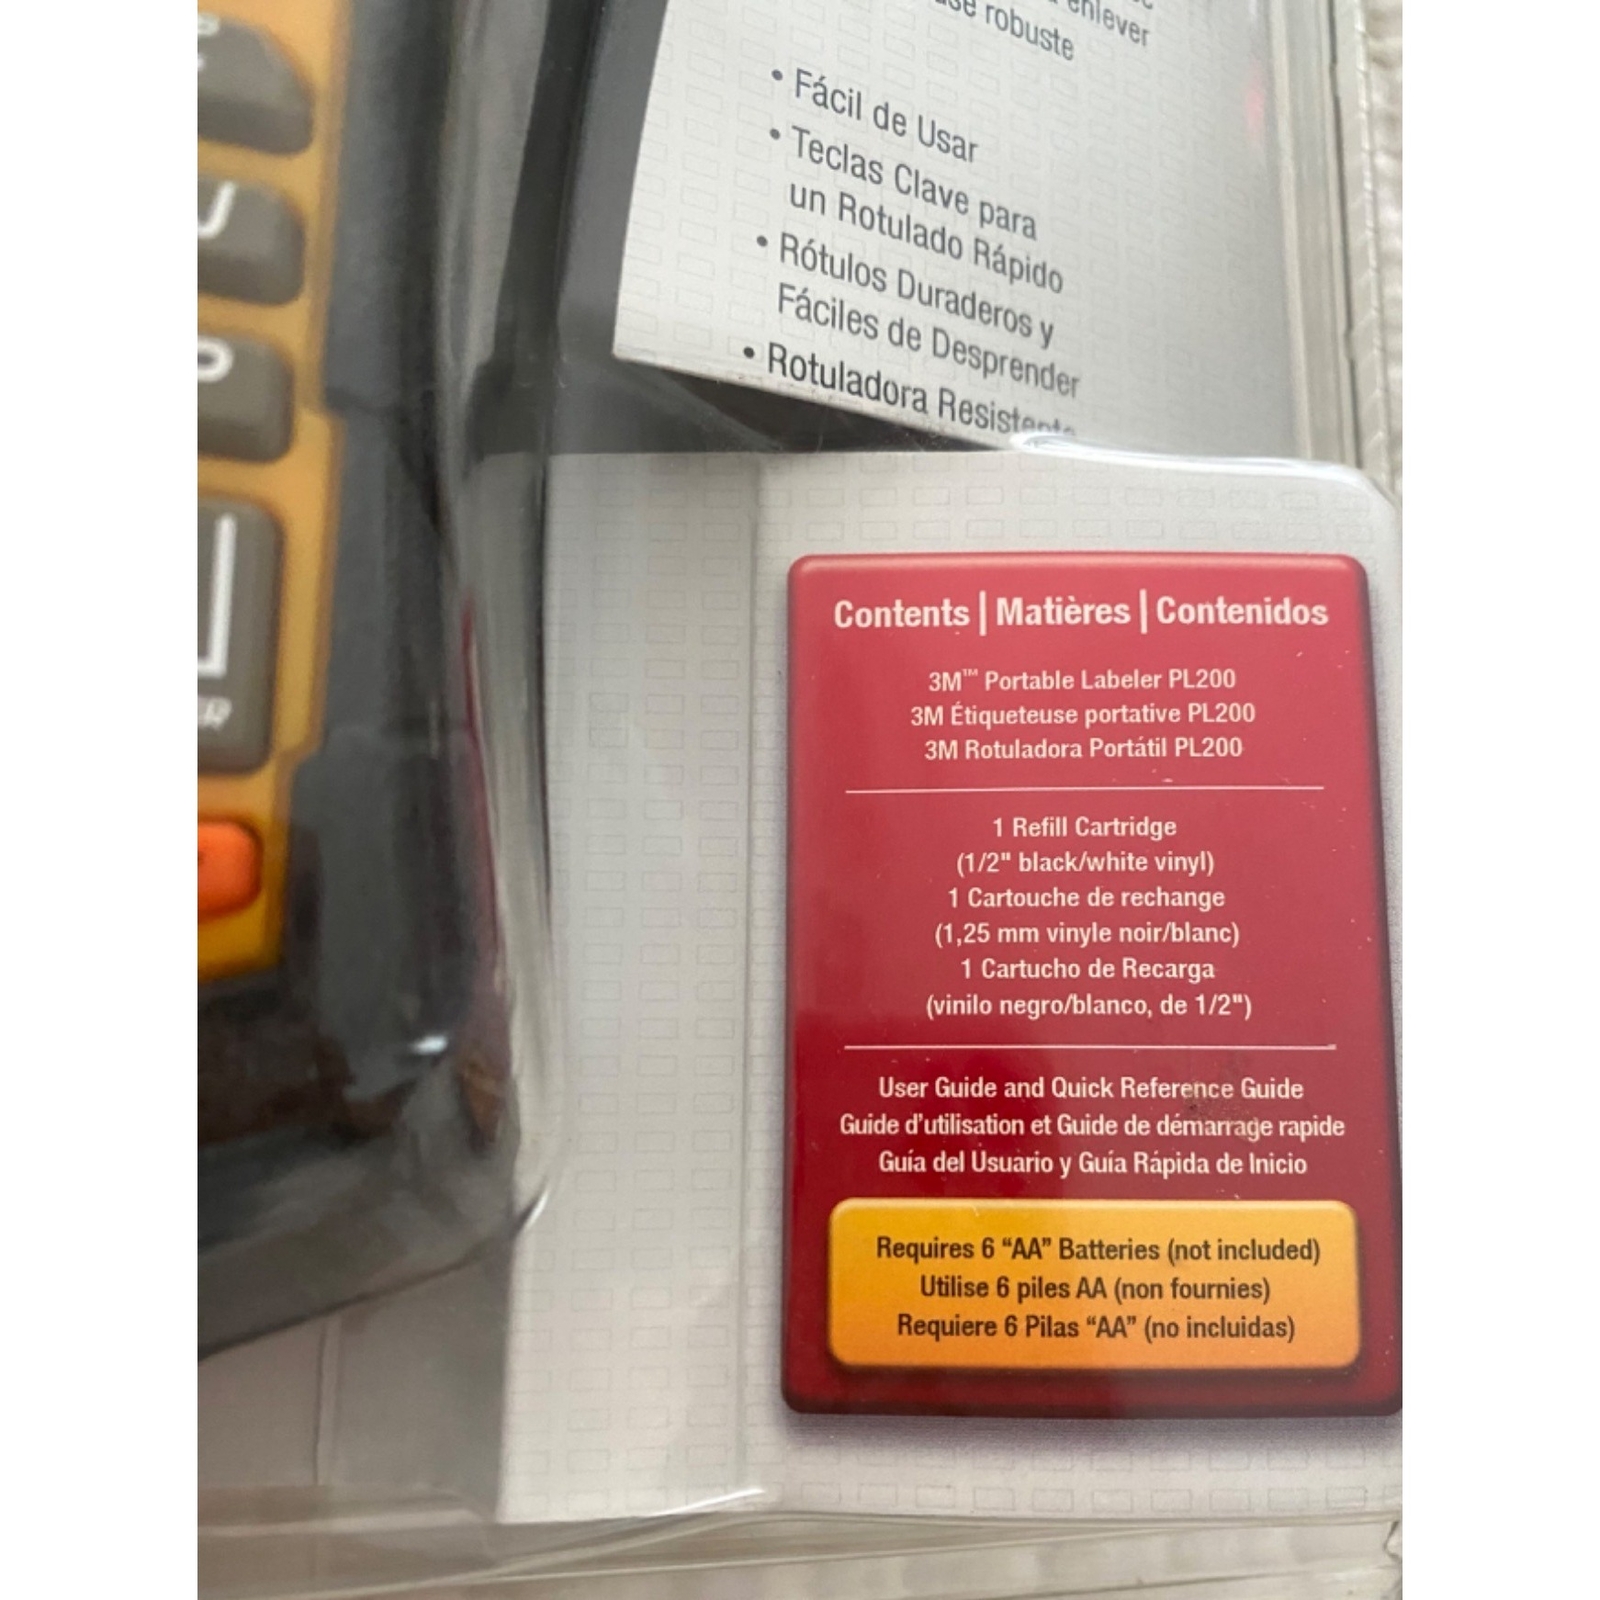 enlever
robuste
• Fácil de Usar
• Teclas Clave para
un Rotulado Rápido
• Rótulos Duraderos y
Fáciles de Desprender
• Rotuladora Resistente
J
Contents | Matières | Contenidos
3M™ Portable Labeler PL200
3M Étiqueteuse portative PL200
3M Rotuladora Portátil PL200
1 Refill Cartridge
(1/2" black/white vinyl)
1 Cartouche de rechange
(1,25 mm vinyle noir/blanc)
1 Cartucho de Recarga
(vinilo negro/blanco, de 1/2")
User Guide and Quick Reference Guide
Guide d'utilisation et Guide de démarrage rapide
Guía del Usuario y Guía Rápida de Inicio
Requires 6 “AA” Batteries (not included)
Utilise 6 piles AA (non fournies)
Requiere 6 Pilas “AA” (no incluidas)